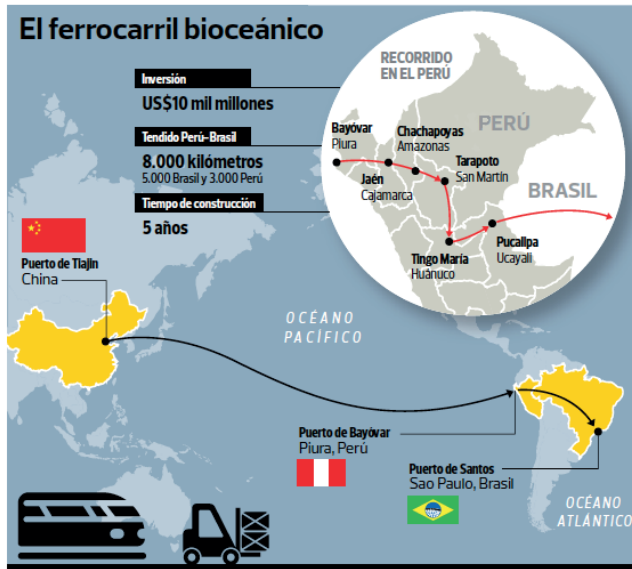 El ferrocarril bioceánico
Inversión
US$10 mil millones
Tendido Perú-Brasil
8.000 kilómetros
5.000 Brasil y 3.000 Perú
Tiempo de construcción
5 años
RECORRIDO
EN EL PERÚ
Bayóvar
Piura
Chachapoyas
Amazonas
PERÚ
Jaén
Cajamarca
Tarapoto
San Martín
BRASIL
Tingo María
Huánuco
Pucallpa
Ucayali
Puerto de Tiajin
China
OCÉANO
PACÍFICO
Puerto de Bayóvar
Piura, Perú
Puerto de Santos
Sao Paulo, Brasil
OCÉANO
ATLÁNTICO